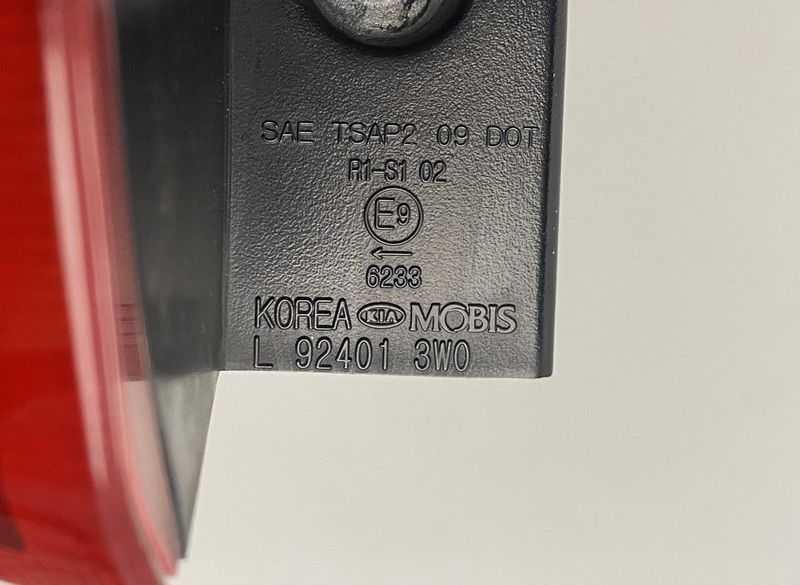 SAE TSAP2 09 DOT
R1-S1 02
E9
←
6233
KOREA KIA MOBIS
L 92401 3W0